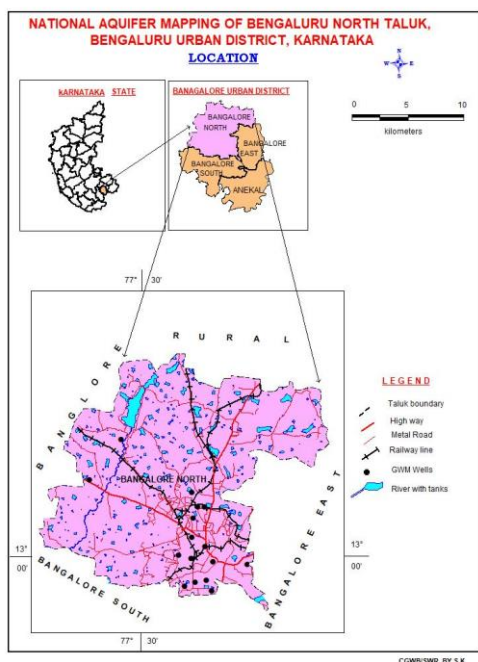 NATIONAL AQUIFER MAPPING OF BENGALURU NORTH TALUK,
BENGALURU URBAN DISTRICT, KARNATAKA
LOCATION
N
W E
S
kARNATAKA STATE
BANAGALORE URBAN DISTRICT
BANGALORE
NORTH
BANGALORE
EAST
BANGALORE
SOUTH
ANEKAL
0 5 10
kilometers
77° 30'
BANGALORE RURAL
BANGALORE NORTH
BANGALORE EAST
BANGALORE SOUTH
13°
00'
13°
00'
77° 30'
LEGEND
Taluk boundary
High way
Metal Road
Railway line
GWM Wells
River with tanks
CGWB/SWR, BY S.K